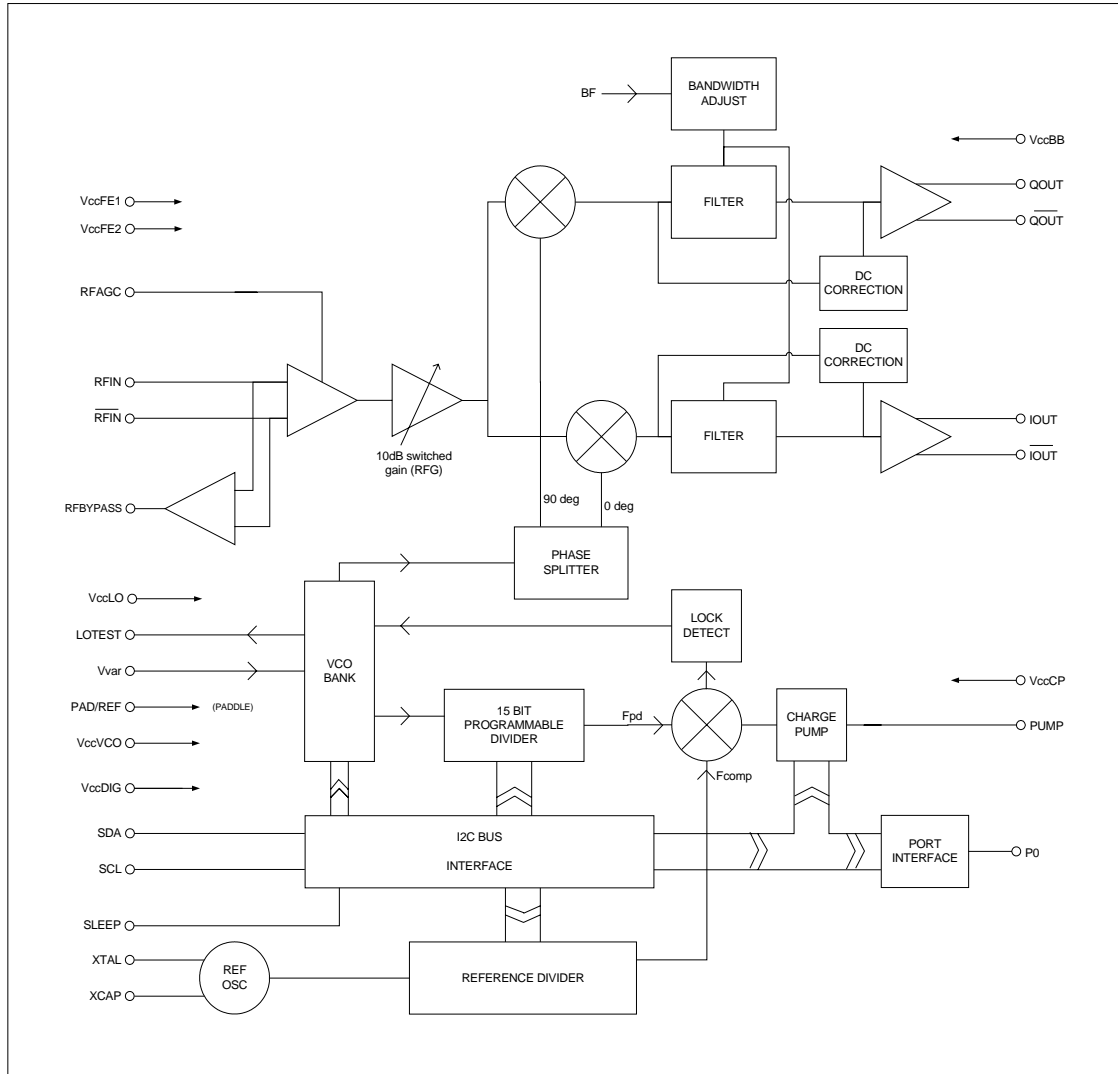 BF
BANDWIDTH
ADJUST
VccBB
VccFE1
VccFE2
FILTER
QOUT
QOUT
DC
CORRECTION
RFAGC
DC
CORRECTION
RFIN
RFIN
10dB switched
gain (RFG)
FILTER
IOUT
IOUT
RFBYPASS
90 deg
0 deg
PHASE
SPLITTER
VccLO
LOTEST
Vvar
PAD/REF
(PADDLE)
VccVCO
VccDIG
VCO
BANK
LOCK
DETECT
15 BIT
PROGRAMMABLE
DIVIDER
Fpd
Fcomp
CHARGE
PUMP
VccCP
PUMP
SDA
SCL
I2C BUS
INTERFACE
PORT
INTERFACE
P0
SLEEP
XTAL
XCAP
REF
OSC
REFERENCE DIVIDER